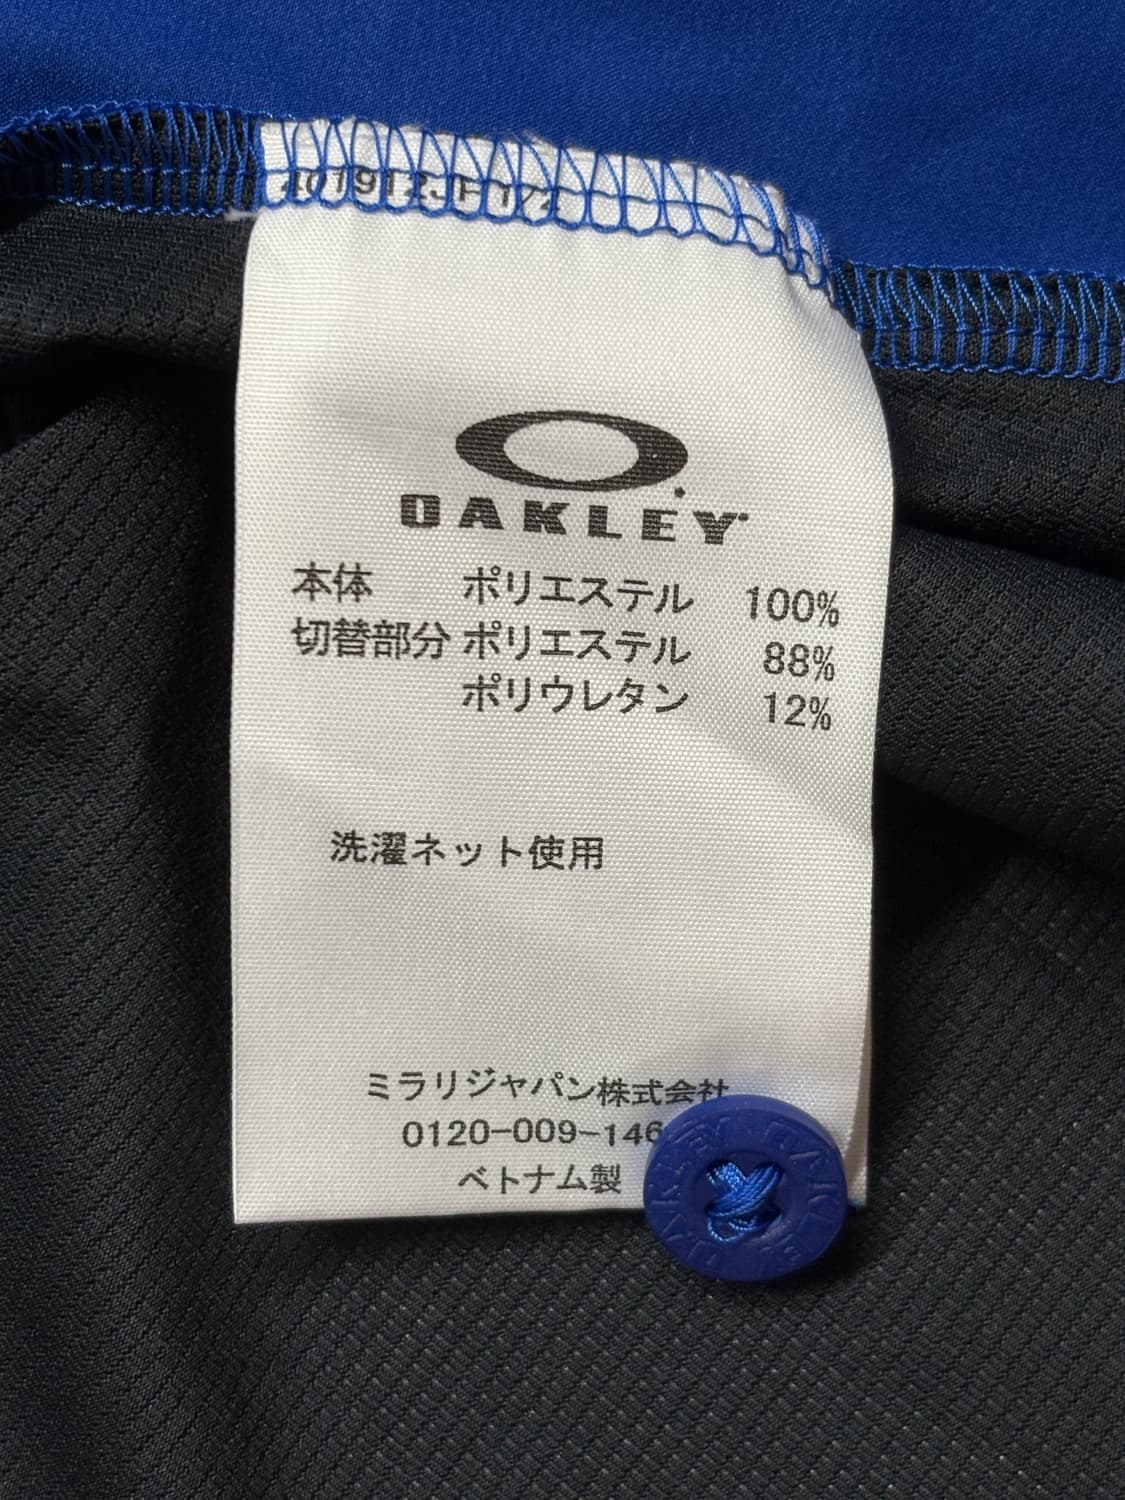 OAKLEY
本体 ポリエステル 100%
切替部分 ポリエステル 88%
ポリウレタン 12%
洗濯ネット使用
ミラリジャパン株式会社
0120-009-146
ベトナム製
OAKLEY OAKLEY